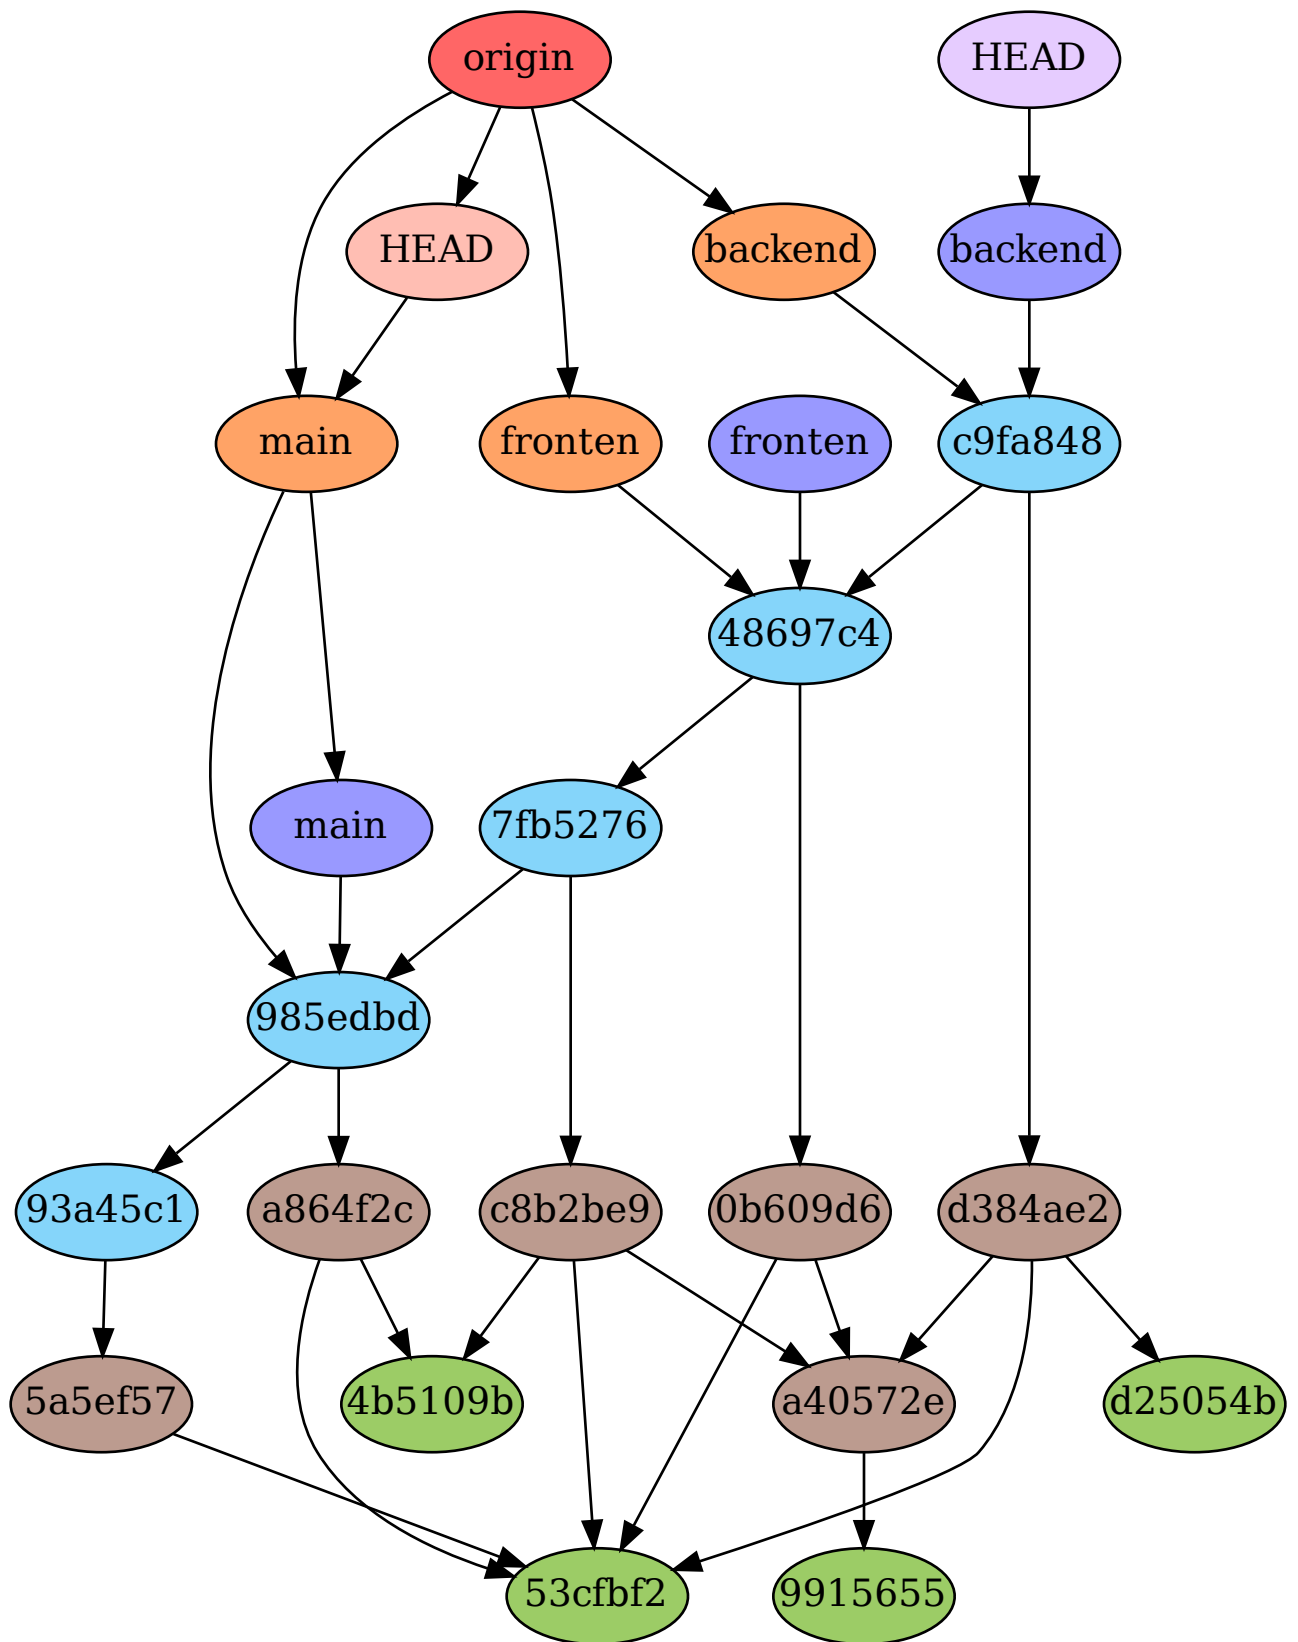 origin
HEAD
HEAD
backend
backend
main
fronten
fronten
c9fa848
48697c4
main
7fb5276
985edbd
93a45c1
a864f2c
c8b2be9
0b609d6
d384ae2
5a5ef57
4b5109b
a40572e
d25054b
53cfbf2
9915655